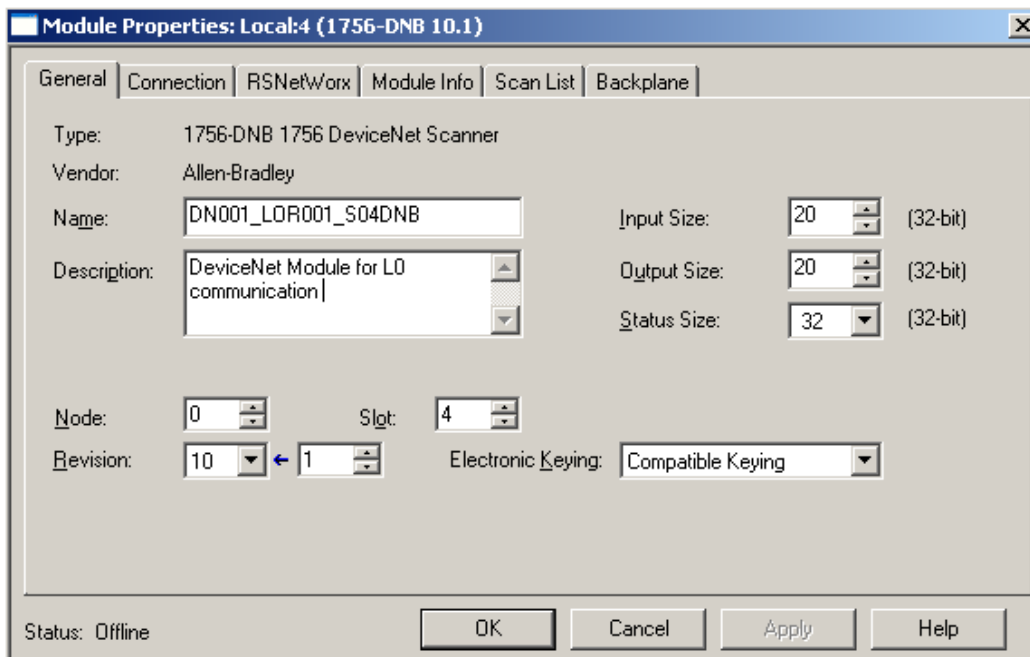 Module Properties: Local:4 (1756-DNB 10.1)
General Connection RSNetWorx Module Info Scan List Backplane
Type: 1756-DNB 1756 DeviceNet Scanner
Vendor: Allen-Bradley
Name: DN001_LOR001_S04DNB Input Size: 20 (32-bit)
Description: DeviceNet Module for L0 Output Size: 20 (32-bit)
communication
Status Size: 32 (32-bit)
Node: 0 Slot: 4
Revision: 10 1 Electronic Keying: Compatible Keying
Status: Offline OK Cancel Apply Help